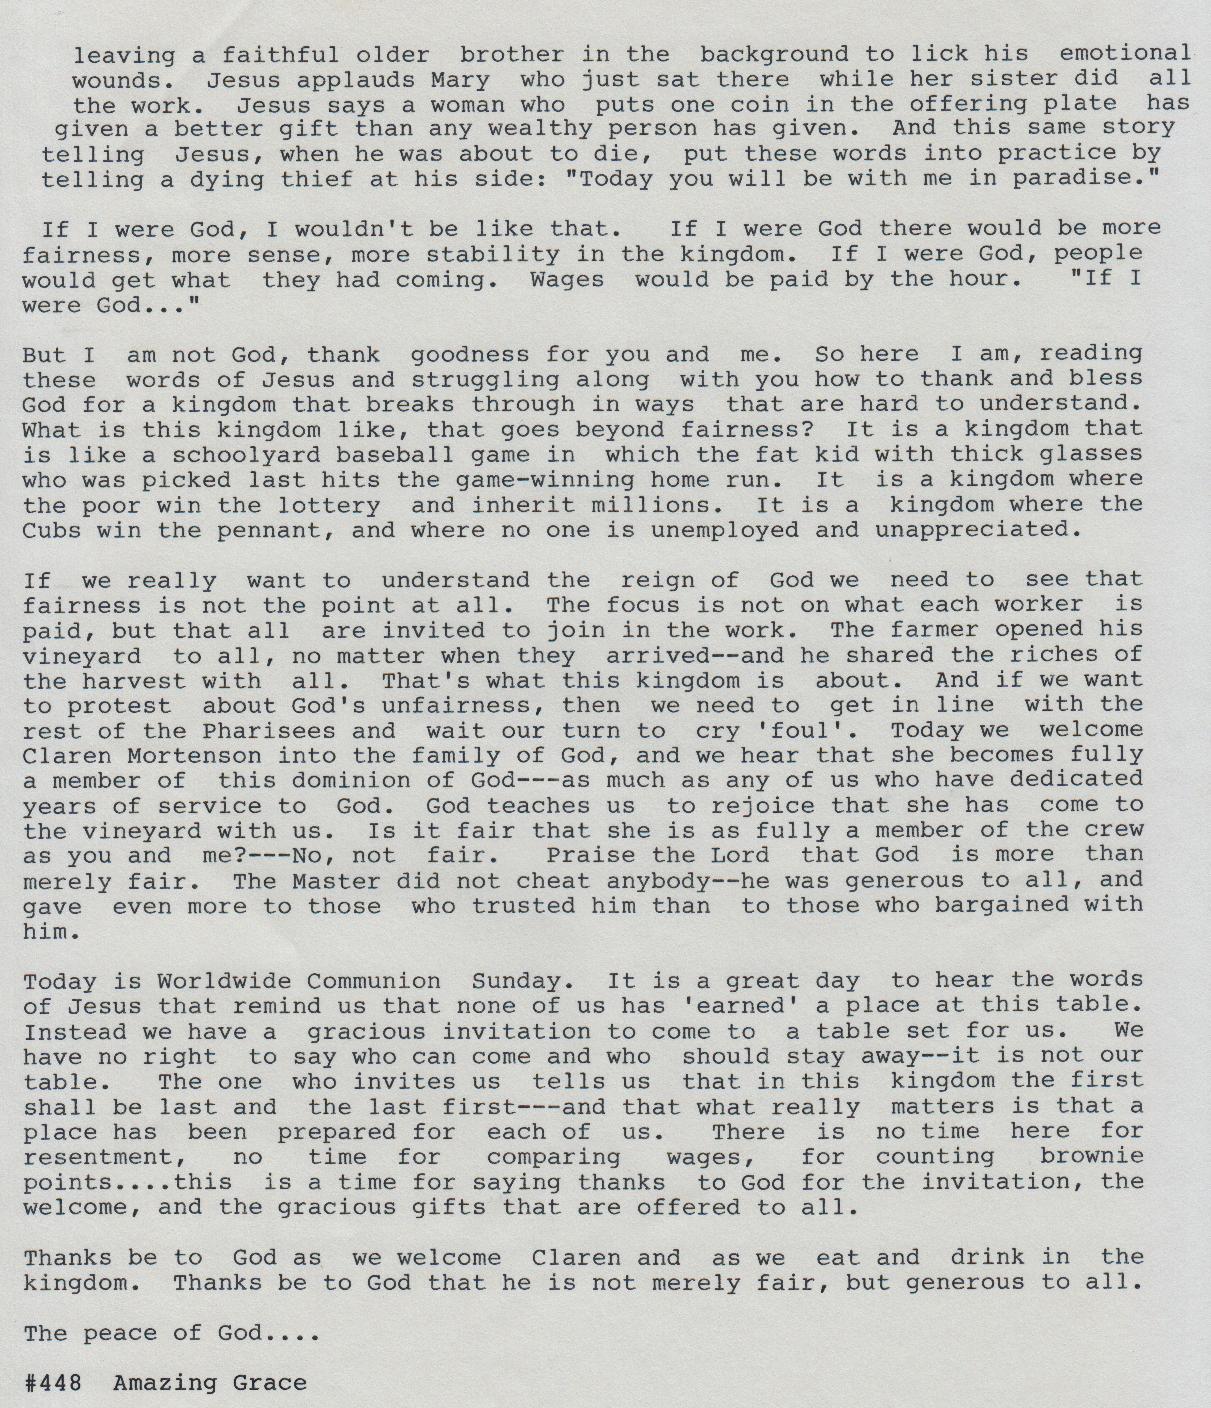 leaving a faithful older brother in the background to lick his emotional
wounds. Jesus applauds Mary who just sat there while her sister did all
the work. Jesus says a woman who puts one coin in the offering plate has
given a better gift than any wealthy person has given. And this same story
telling Jesus, when he was about to die, put these words into practice by
telling a dying thief at his side: "Today you will be with me in paradise."

If I were God, I wouldn't be like that. If I were God there would be more
fairness, more sense, more stability in the kingdom. If I were God, people
would get what they had coming. Wages would be paid by the hour. "If I
were God..."

But I am not God, thank goodness for you and me. So here I am, reading
these words of Jesus and struggling along with you how to thank and bless
God for a kingdom that breaks through in ways that are hard to understand.
What is this kingdom like, that goes beyond fairness? It is a kingdom that
is like a schoolyard baseball game in which the fat kid with thick glasses
who was picked last hits the game-winning home run. It is a kingdom where
the poor win the lottery and inherit millions. It is a kingdom where the
Cubs win the pennant, and where no one is unemployed and unappreciated.

If we really want to understand the reign of God we need to see that
fairness is not the point at all. The focus is not on what each worker is
paid, but that all are invited to join in the work. The farmer opened his
vineyard to all, no matter when they arrived--and he shared the riches of
the harvest with all. That's what this kingdom is about. And if we want
to protest about God's unfairness, then we need to get in line with the
rest of the Pharisees and wait our turn to cry 'foul'. Today we welcome
Claren Mortenson into the family of God, and we hear that she becomes fully
a member of this dominion of God---as much as any of us who have dedicated
years of service to God. God teaches us to rejoice that she has come to
the vineyard with us. Is it fair that she is as fully a member of the crew
as you and me?---No, not fair. Praise the Lord that God is more than
merely fair. The Master did not cheat anybody--he was generous to all, and
gave even more to those who trusted him than to those who bargained with
him.

Today is Worldwide Communion Sunday. It is a great day to hear the words
of Jesus that remind us that none of us has 'earned' a place at this table.
Instead we have a gracious invitation to come to a table set for us. We
have no right to say who can come and who should stay away--it is not our
table. The one who invites us tells us that in this kingdom the first
shall be last and the last first---and that what really matters is that a
place has been prepared for each of us. There is no time here for
resentment, no time for comparing wages, for counting brownie
points....this is a time for saying thanks to God for the invitation, the
welcome, and the gracious gifts that are offered to all.

Thanks be to God as we welcome Claren and as we eat and drink in the
kingdom. Thanks be to God that he is not merely fair, but generous to all.

The peace of God....

#448 Amazing Grace